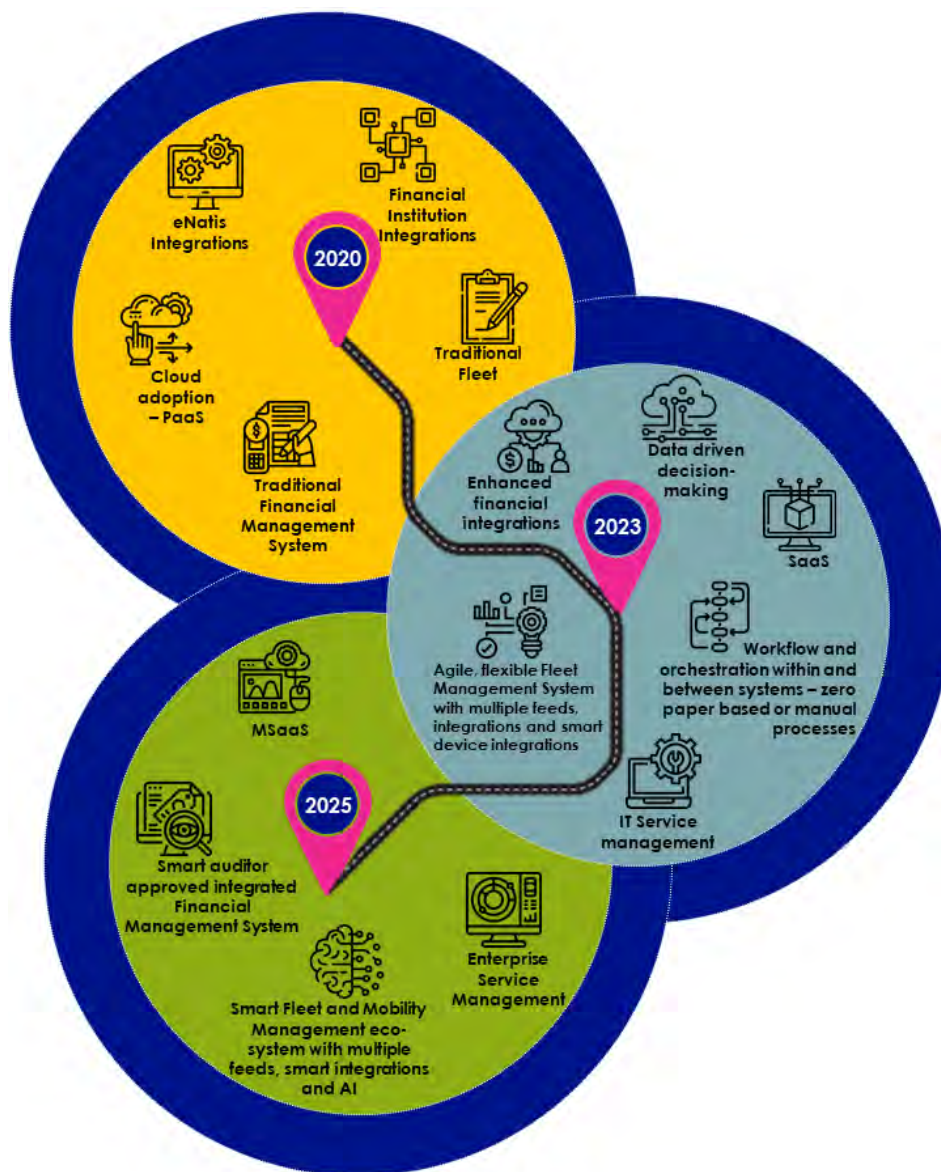 eNatis
Integrations
Financial
Institution
Integrations
2020
Cloud
adoption
– PaaS
Traditional
Fleet
Traditional
Financial
Management
System
Enhanced
financial
integrations
Data driven
decision-
making
2023
SaaS
Agile, flexible Fleet
Management System
with multiple feeds,
integrations and smart
device integrations
Workflow and
orchestration within and
between systems – zero
paper based or manual
processes
IT Service
management
MSaaS
2025
Smart auditor
approved integrated
Financial
Management System
Enterprise
Service
Management
Smart Fleet and Mobility
Management eco-
system with multiple
feeds, smart integrations
and AI